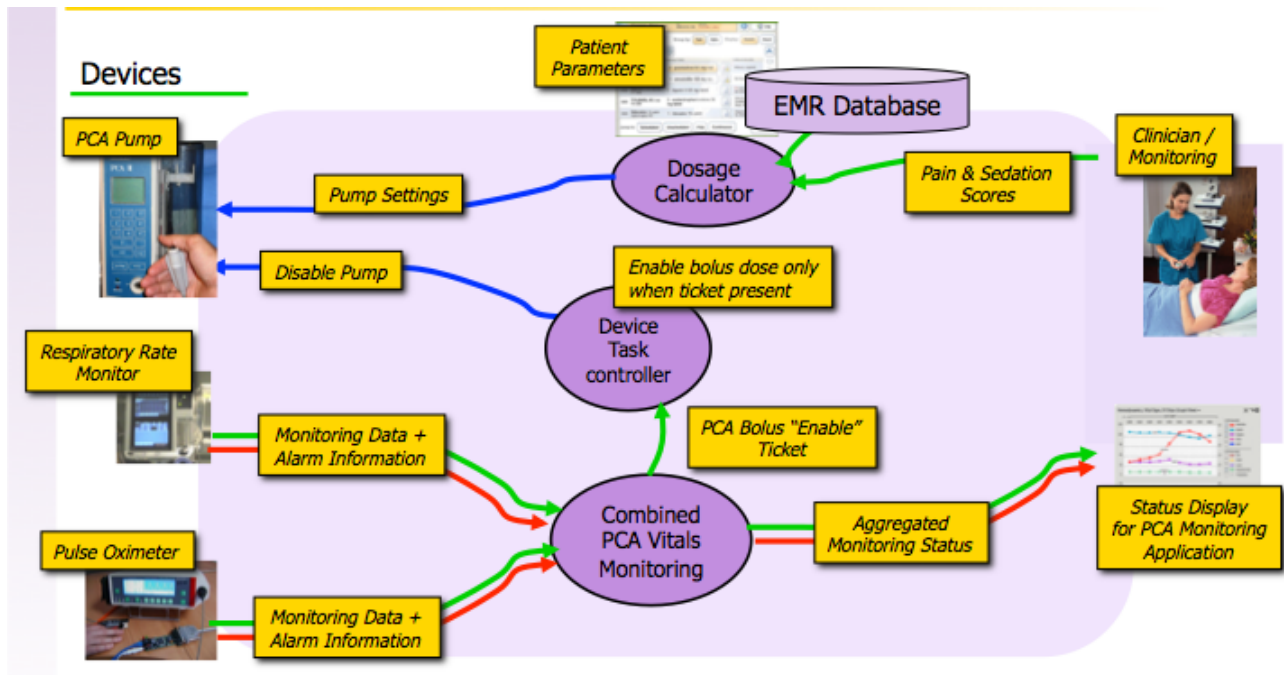 Devices
Patient
Parameters
EMR Database
PCA Pump
PCA II
Clinician /
Monitoring
Pump Settings
Dosage
Calculator
Pain & Sedation
Scores
Disable Pump
Enable bolus dose only
when ticket present
Device
Task
controller
Respiratory Rate
Monitor
Monitoring Data +
Alarm Information
PCA Bolus “Enable”
Ticket
Combined
PCA Vitals
Monitoring
Aggregated
Monitoring Status
Status Display
for PCA Monitoring
Application
Pulse Oximeter
Monitoring Data +
Alarm Information